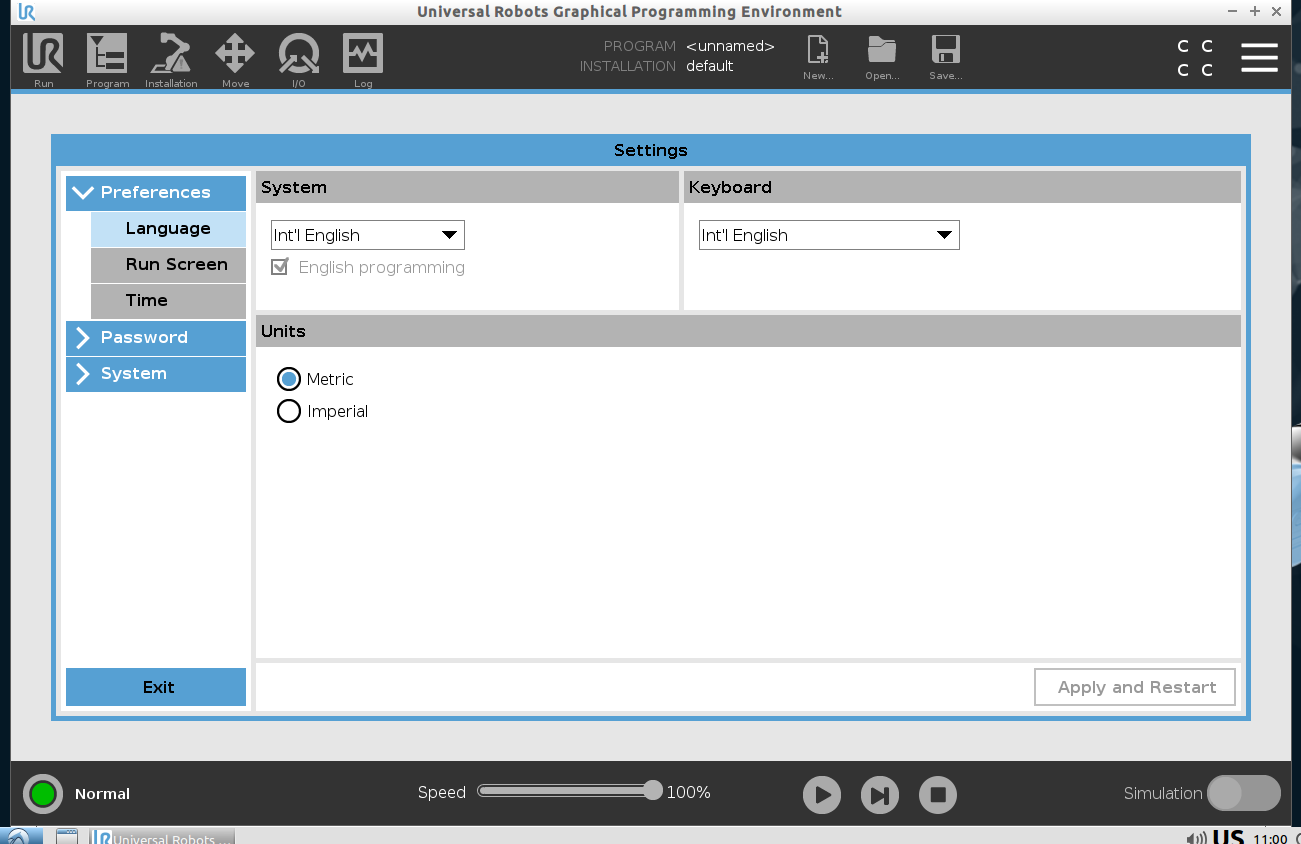 Universal Robots Graphical Programming Environment
PROGRAM <unnamed>
INSTALLATION default
Run
Program
Installation
Move
I/O
Log
New...
Open...
Save...
C C
C C
Settings
Preferences
Language
Run Screen
Time
Password
System
Exit
System
Int'l English
English programming
Keyboard
Int'l English
Units
Metric
Imperial
Apply and Restart
Normal
Speed
100%
Simulation
Universal Robots ...
US
11:00